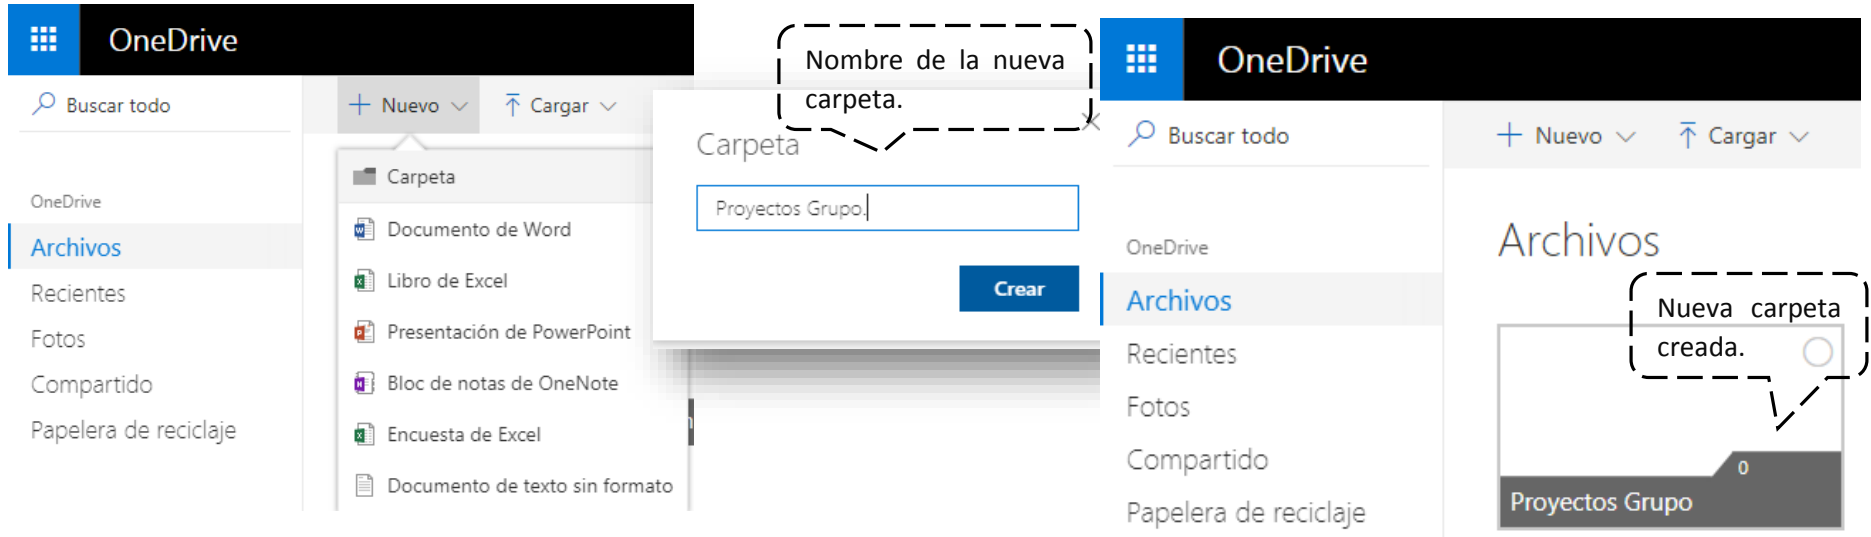 OneDrive
Buscar todo
Nuevo
Cargar
OneDrive
Archivos
Recientes
Fotos
Compartido
Papelera de reciclaje
Carpeta
Documento de Word
Libro de Excel
Presentación de PowerPoint
Bloc de notas de OneNote
Encuesta de Excel
Documento de texto sin formato
Nombre de la nueva
carpeta.
Carpeta
Proyectos Grupo.
Crear
OneDrive
Buscar todo
Nuevo
Cargar
OneDrive
Archivos
Recientes
Fotos
Compartido
Papelera de reciclaje
Archivos
Nueva carpeta
creada.
0
Proyectos Grupo